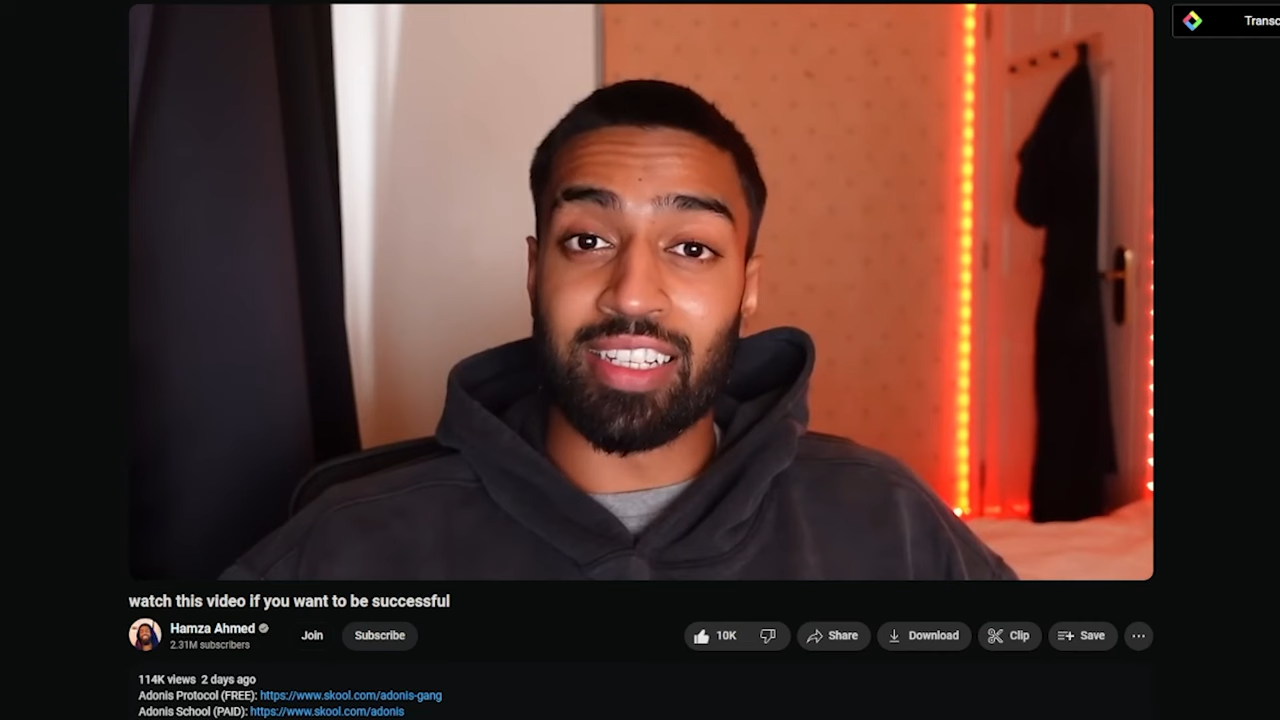 Transc
watch this video if you want to be successful
Hamza Ahmed
2.31M subscribers
Join
Subscribe
10K
Share
Download
Clip
Save
114K views 2 days ago
Adonis Protocol (FREE): https://www.skool.com/adonis-gang
Adonis School (PAID): https://www.skool.com/adonis